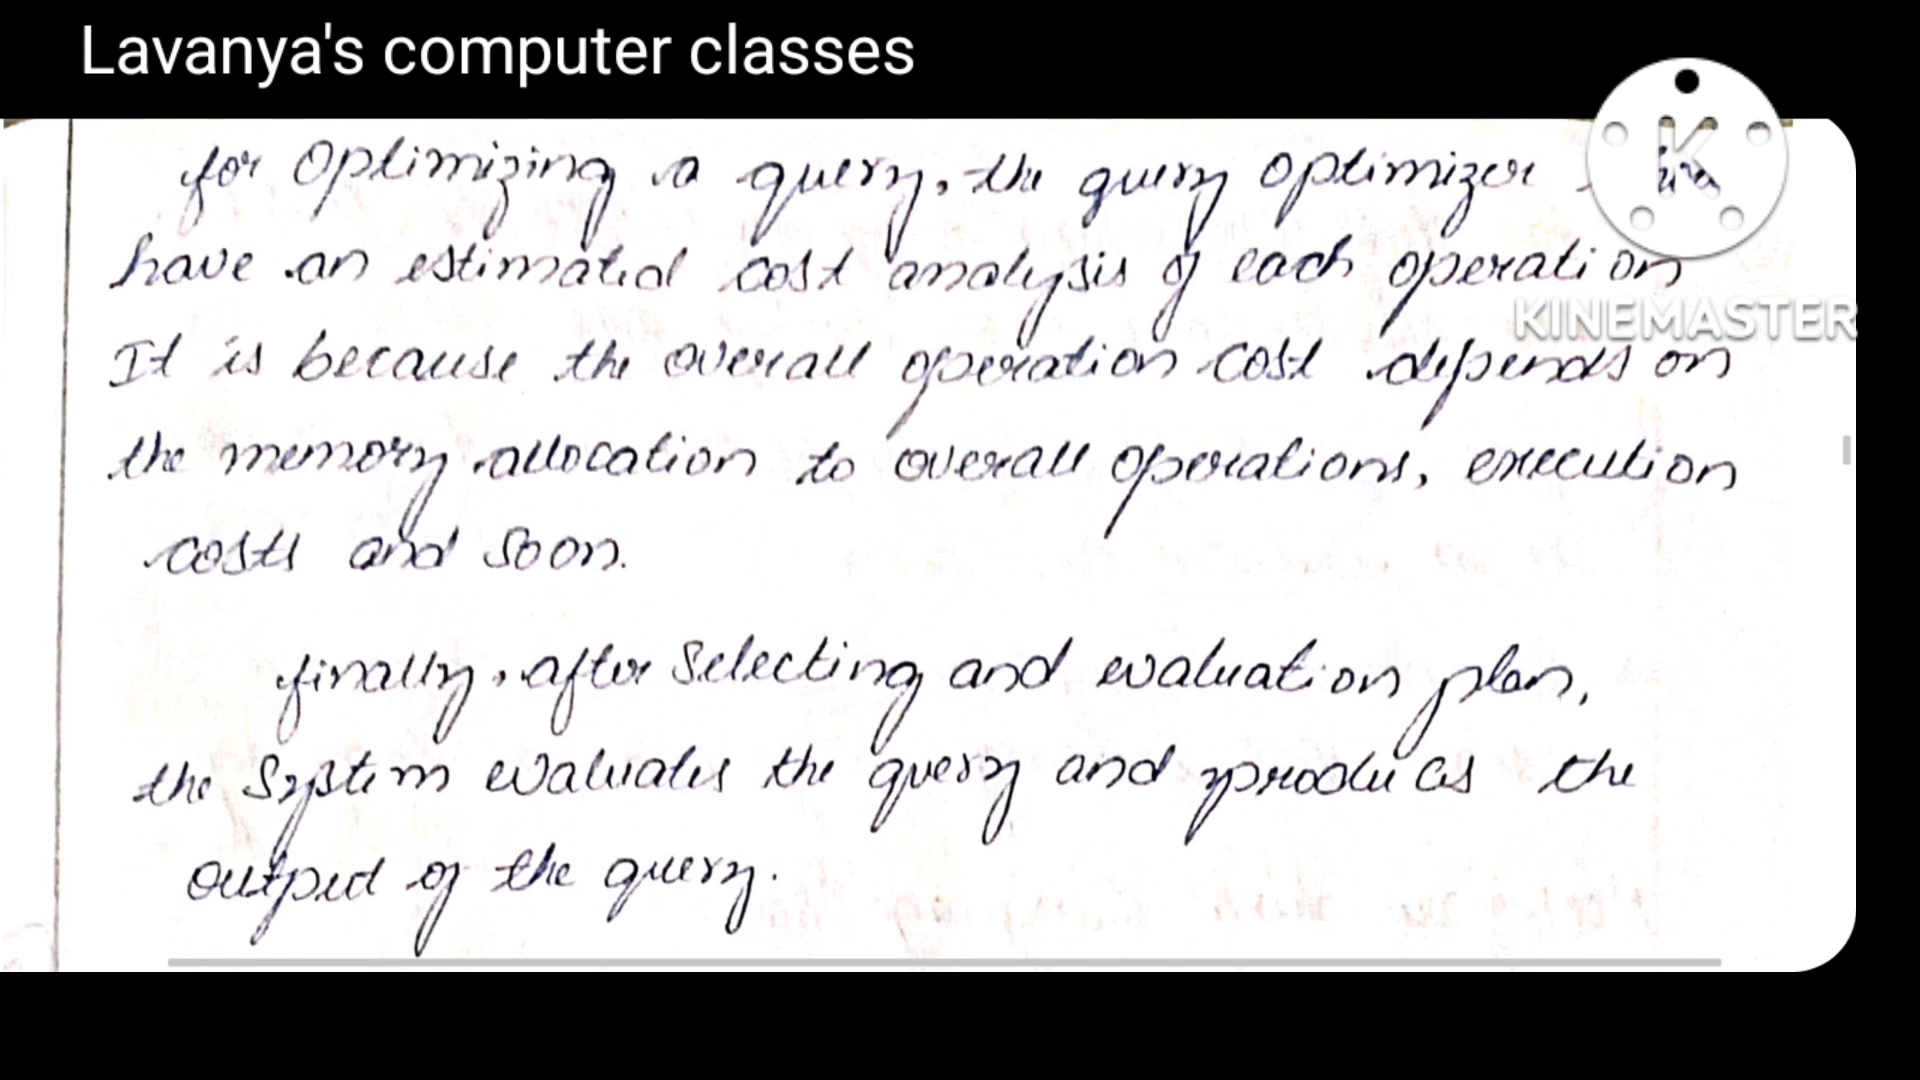 Lavanya's computer classes
for Optimizing a query, the query optimizer
have an estimated cost analysis of each operation
KINEMASTER
It is because the overall operation cost depends on
the memory allocation to overall operations, execution
costs and soon.
finally, after Selecting and evaluation plan,
the System evaluates the query and produces the
output of the query.